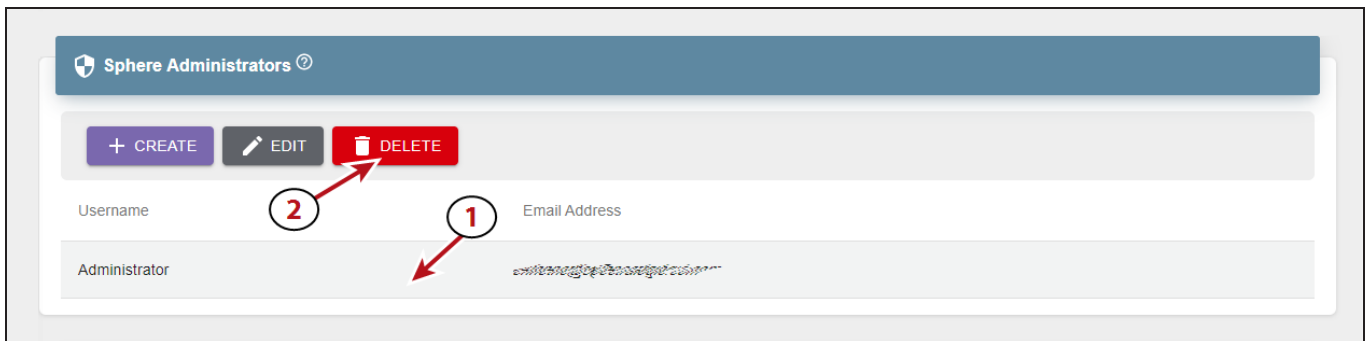 Sphere Administrators ?
+ CREATE EDIT DELETE
2
1
Username Email Address
Administrator